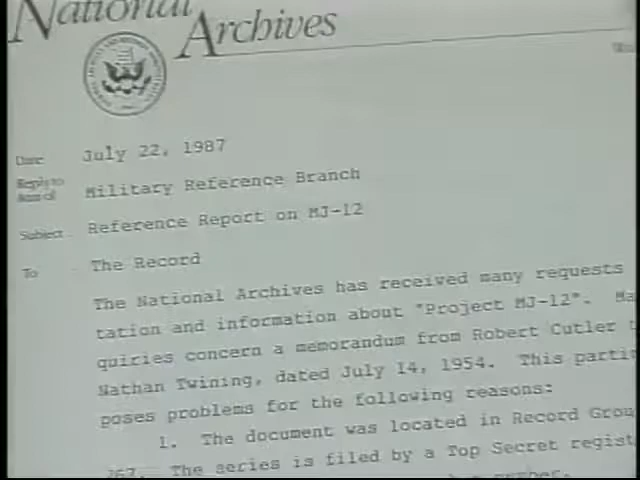 National
Archives
Date July 22, 1987
Reply to
Attn of Military Reference Branch
Subject Reference Report on MJ-12
To The Record
The National Archives has received many requests
tation and information about "Project MJ-12". Ma
quiries concern a memorandum from Robert Cutler
Nathan Twining, dated July 14, 1954. This parti
poses problems for the following reasons:
1. The document was located in Record Grou
The series is filed by a Top Secret regist